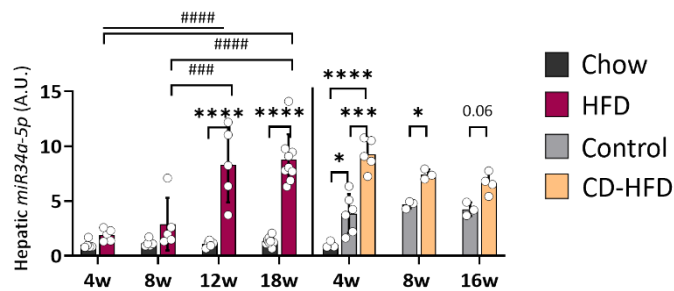 ####
####
###
**** **** **** *** * 0.06
*
Hepatic miR34a-5p (A.U.)
15
10
5
0
4w 8w 12w 18w 4w 8w 16w
Chow
HFD
Control
CD-HFD